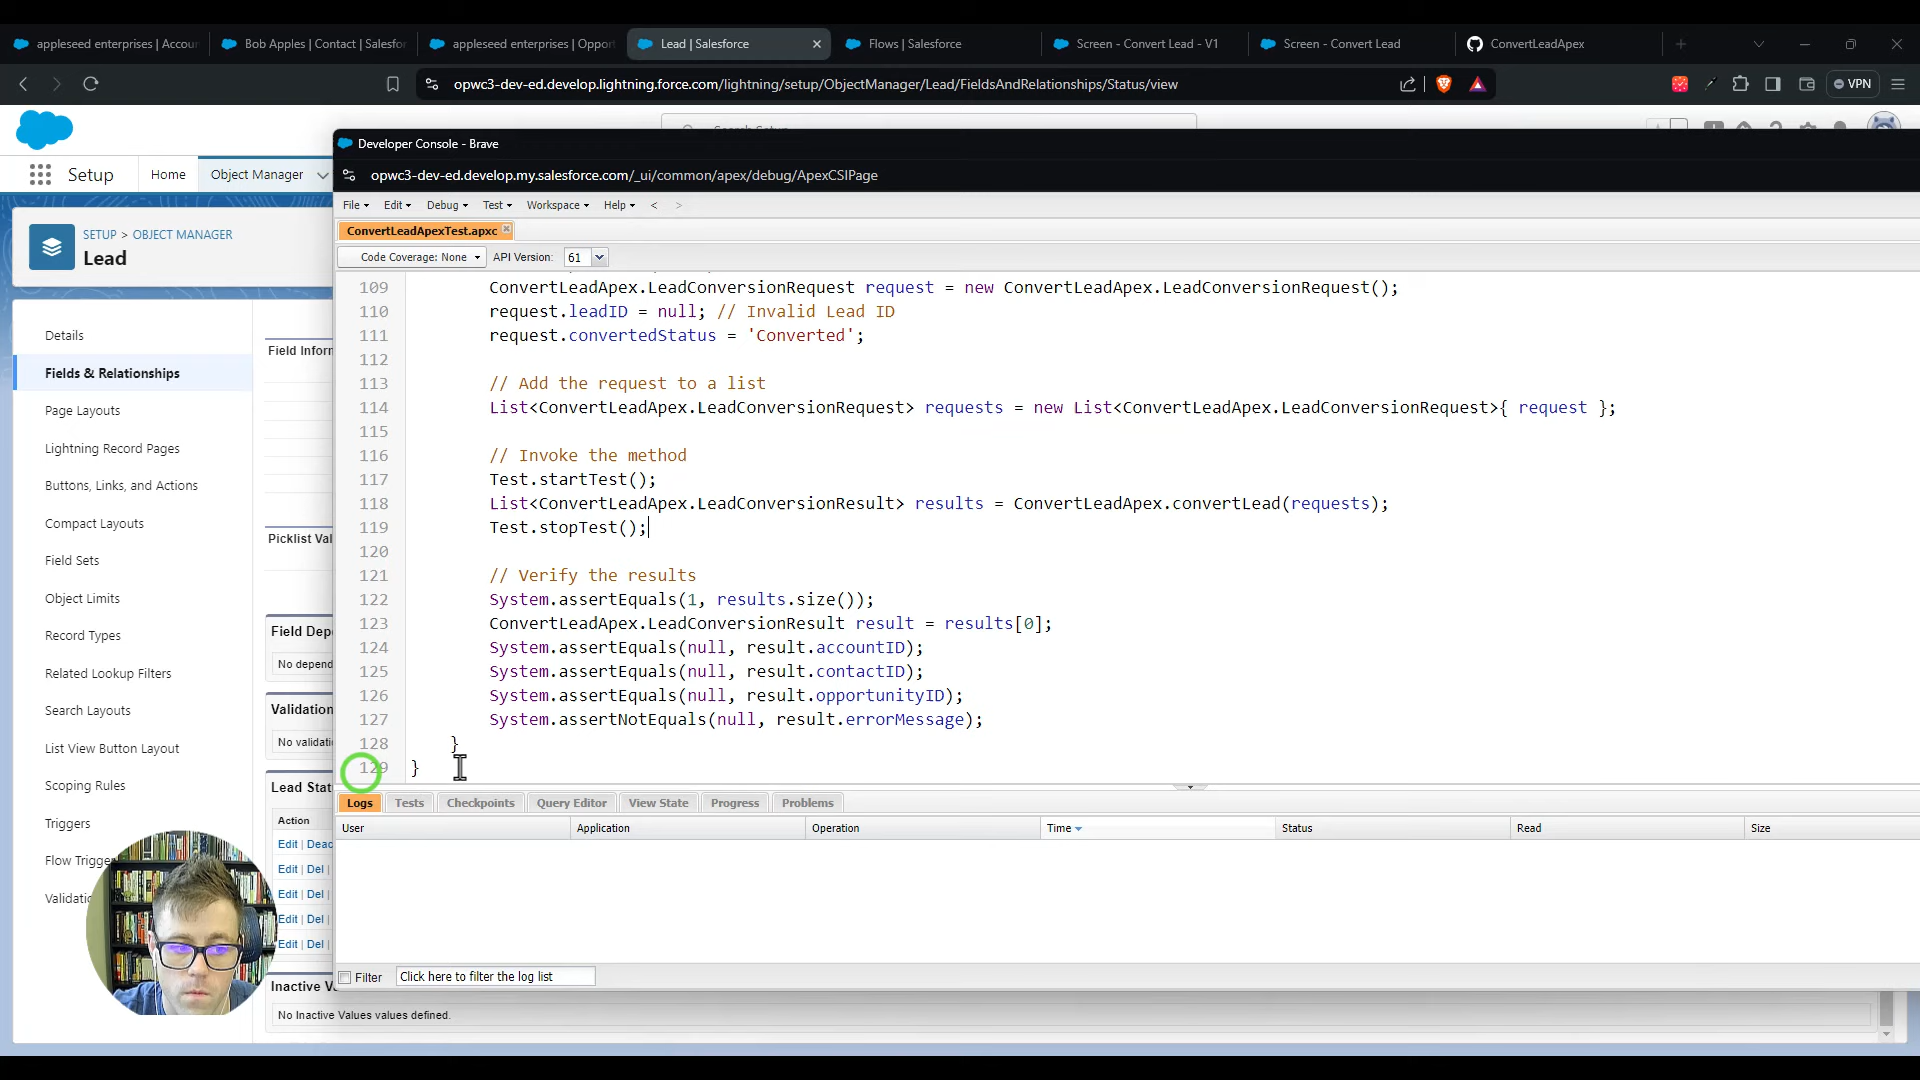 appleseed enterprises | Accou
Bob Apples | Contact | Salesfor
appleseed enterprises | Oppor
Lead | Salesforce
Flows | Salesforce
Screen - Convert Lead - V1
Screen - Convert Lead
ConvertLeadApex
opwc3-dev-ed.develop.lightning.force.com/lightning/setup/ObjectManager/Lead/FieldsAndRelationships/Status/view
VPN
Search Setup
Setup
Home
Object Manager
SETUP > OBJECT MANAGER
Lead
Details
Fields & Relationships
Page Layouts
Lightning Record Pages
Buttons, Links, and Actions
Compact Layouts
Field Sets
Object Limits
Record Types
Related Lookup Filters
Search Layouts
List View Button Layout
Scoping Rules
Triggers
Flow Trigge
Validatio
Field Inforr
Picklist Val
Field Dep
No depend
Validation
No validati
Lead Stat
Action
Edit | Deac
Edit | Del |
Edit | Del |
Edit | Del |
Edit | Del |
Inactive V
No Inactive Values values defined.
Developer Console - Brave
opwc3-dev-ed.develop.my.salesforce.com/_ui/common/apex/debug/ApexCSIPage
File Edit Debug Test Workspace Help < >
ConvertLeadApexTest.apxc
Code Coverage: None API Version: 61
109 ConvertLeadApex.LeadConversionRequest request = new ConvertLeadApex.LeadConversionRequest();
110 request.leadID = null; // Invalid Lead ID
111 request.convertedStatus = 'Converted';
112
113 // Add the request to a list
114 List<ConvertLeadApex.LeadConversionRequest> requests = new List<ConvertLeadApex.LeadConversionRequest>{ request };
115
116 // Invoke the method
117 Test.startTest();
118 List<ConvertLeadApex.LeadConversionResult> results = ConvertLeadApex.convertLead(requests);
119 Test.stopTest();
120
121 // Verify the results
122 System.assertEquals(1, results.size());
123 ConvertLeadApex.LeadConversionResult result = results[0];
124 System.assertEquals(null, result.accountID);
125 System.assertEquals(null, result.contactID);
126 System.assertEquals(null, result.opportunityID);
127 System.assertNotEquals(null, result.errorMessage);
128 }
129 }
Logs Tests Checkpoints Query Editor View State Progress Problems
User Application Operation Time Status Read Size
Filter Click here to filter the log list